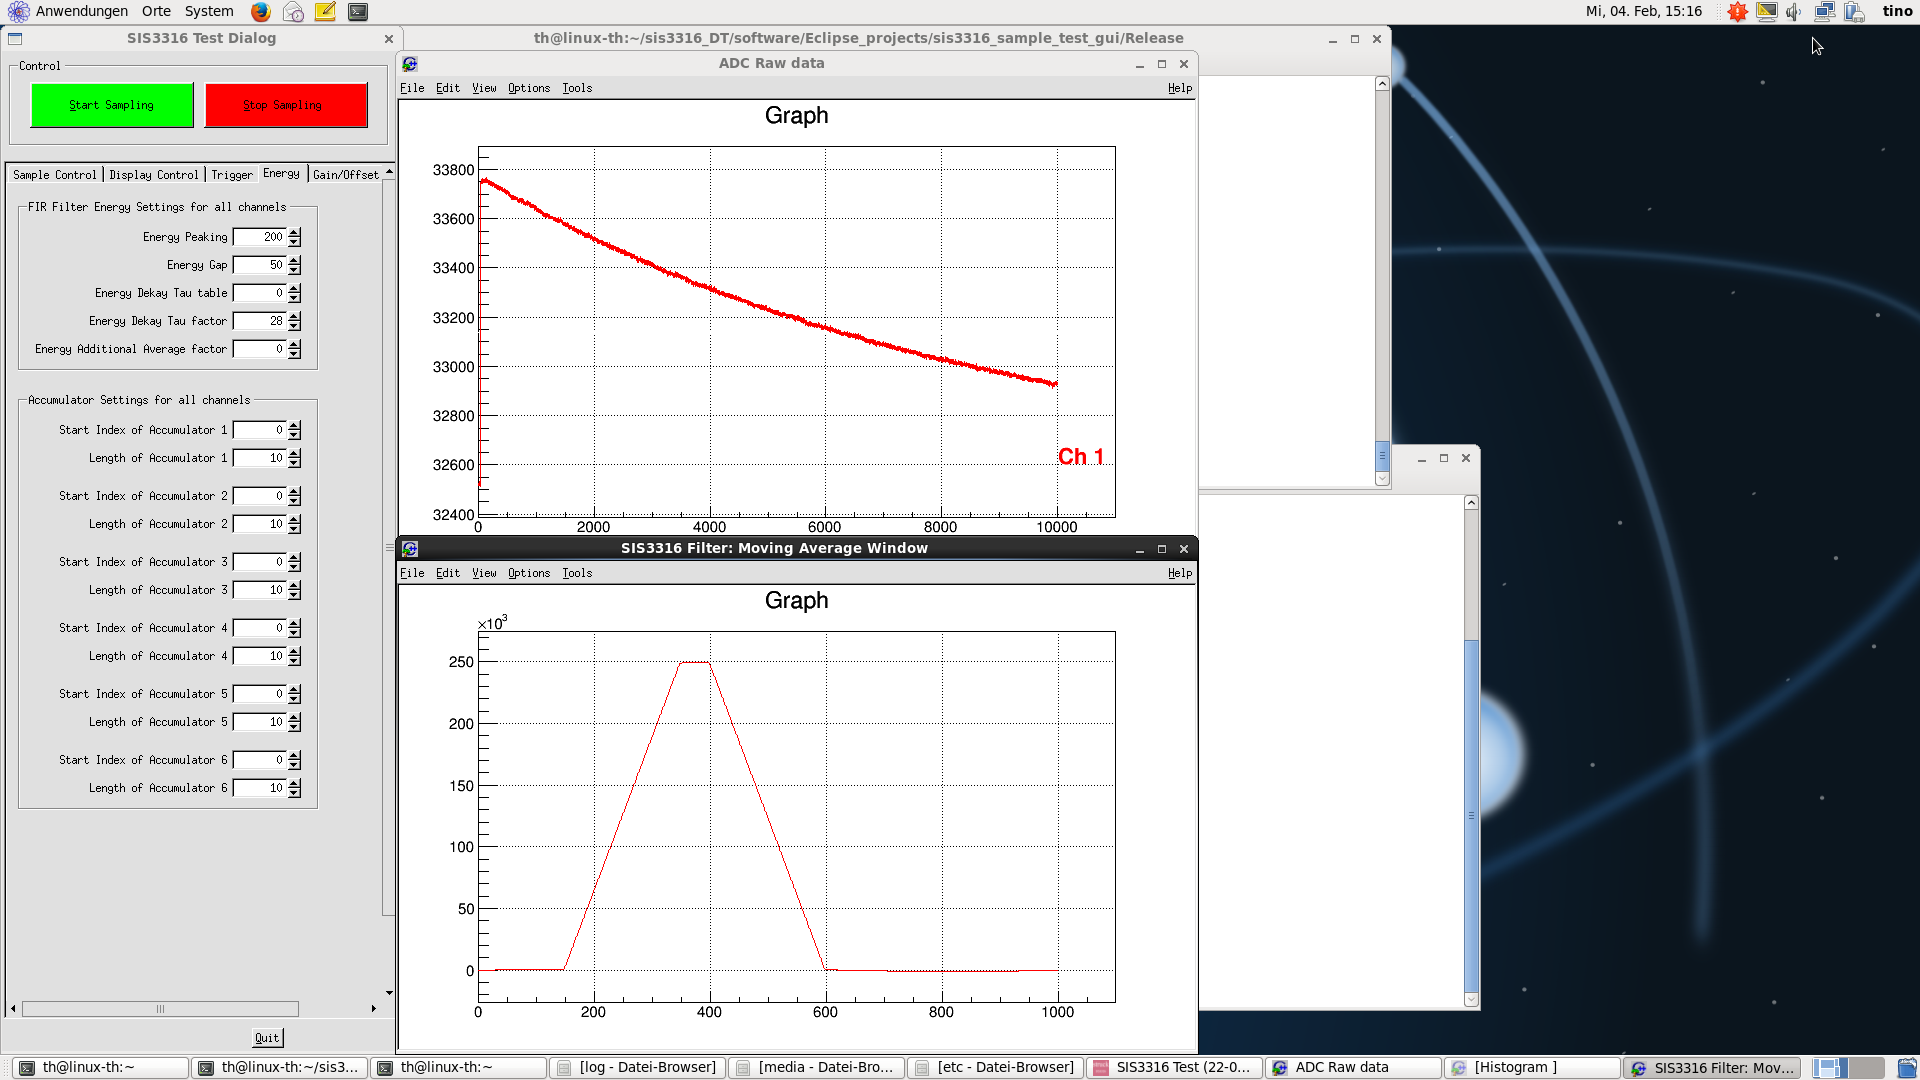 Anwendungen Orte System
Mi, 04. Feb, 15:16
tino
SIS3316 Test Dialog
Control
Start Sampling
Stop Sampling
Sample Control
Display Control
Trigger
Energy
Gain/Offset
FIR Filter Energy Settings for all channels
Energy Peaking 200
Energy Gap 50
Energy Dekay Tau table 0
Energy Dekay Tau factor 28
Energy Additional Average factor 0
Accumulator Settings for all channels
Start Index of Accumulator 1 0
Length of Accumulator 1 10
Start Index of Accumulator 2 0
Length of Accumulator 2 10
Start Index of Accumulator 3 0
Length of Accumulator 3 10
Start Index of Accumulator 4 0
Length of Accumulator 4 10
Start Index of Accumulator 5 0
Length of Accumulator 5 10
Start Index of Accumulator 6 0
Length of Accumulator 6 10
Quit
th@linux-th:~/sis3316_DT/software/Eclipse_projects/sis3316_sample_test_gui/Release
ADC Raw data
File Edit View Options Tools Help
Graph
33800
33600
33400
33200
33000
32800
32600
32400
0 2000 4000 6000 8000 10000
Ch 1
SIS3316 Filter: Moving Average Window
File Edit View Options Tools Help
Graph
×10³
250
200
150
100
50
0
0 200 400 600 800 1000
th@linux-th:~
th@linux-th:~/sis3...
th@linux-th:~
[log - Datei-Browser]
[media - Datei-Bro...
[etc - Datei-Browser]
SIS3316 Test (22-0...
ADC Raw data
[Histogram ]
SIS3316 Filter: Mov...